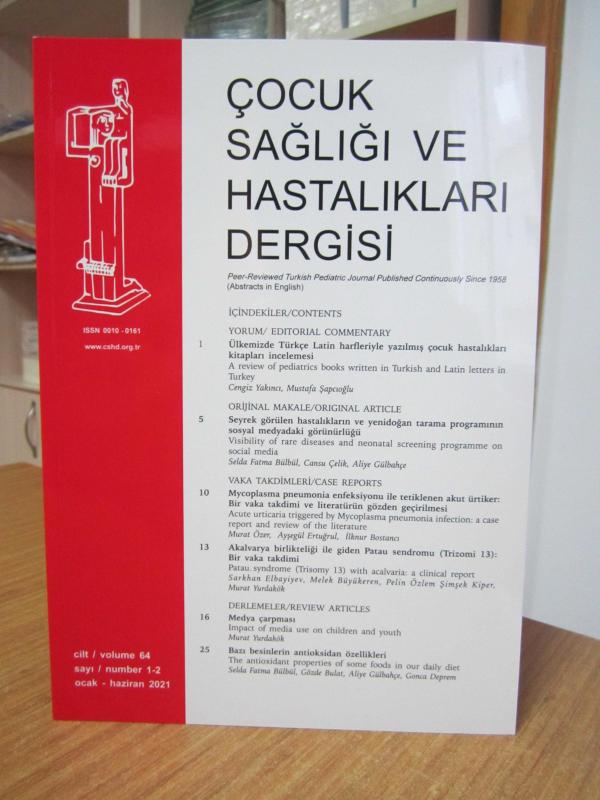 ÇOCUK
SAĞLIĞI VE
HASTALIKLARI
DERGİSİ
Peer-Reviewed Turkish Pediatric Journal Published Continuously Since 1958
(Abstracts in English)
ISSN 0010 - 0161
www.cshd.org.tr
İÇİNDEKİLER/CONTENTS
YORUM/ EDITORIAL COMMENTARY
1 Ülkemizde Türkçe Latin harfleriyle yazılmış çocuk hastalıkları
kitapları incelemesi
A review of pediatrics books written in Turkish and Latin letters in
Turkey
Cengiz Yakıncı, Mustafa Şapcıoğlu
ORİJİNAL MAKALE/ORIGINAL ARTICLE
5 Seyrek görülen hastalıkların ve yenidoğan tarama programının
sosyal medyadaki görünürlüğü
Visibility of rare diseases and neonatal screening programme on
social media
Selda Fatma Bülbül, Cansu Çelik, Aliye Gülbahçe
VAKA TAKDİMLERİ/CASE REPORTS
10 Mycoplasma pneumonia enfeksiyonu ile tetiklenen akut ürtiker:
Bir vaka takdimi ve literatürün gözden geçirilmesi
Acute urticaria triggered by Mycoplasma pneumonia infection: a case
report and review of the literature
Murat Özer, Ayşegül Ertuğrul, İlknur Bostancı
13 Akalvarya birlikteliği ile giden Patau sendromu (Trizomi 13):
Bir vaka takdimi
Patau syndrome (Trisomy 13) with acalvaria: a clinical report
Sarkhan Elbayiyev, Melek Büyükeren, Pelin Özlem Şimşek Kiper,
Murat Yurdakök
DERLEMELER/REVIEW ARTICLES
16 Medya çarpması
Impact of media use on children and youth
Murat Yurdakök
25 Bazı besinlerin antioksidan özellikleri
The antioxidant properties of some foods in our daily diet
Selda Fatma Bülbül, Gözde Bulat, Aliye Gülbahçe, Gonca Deprem
cilt / volume 64
sayı / number 1-2
ocak - haziran 2021